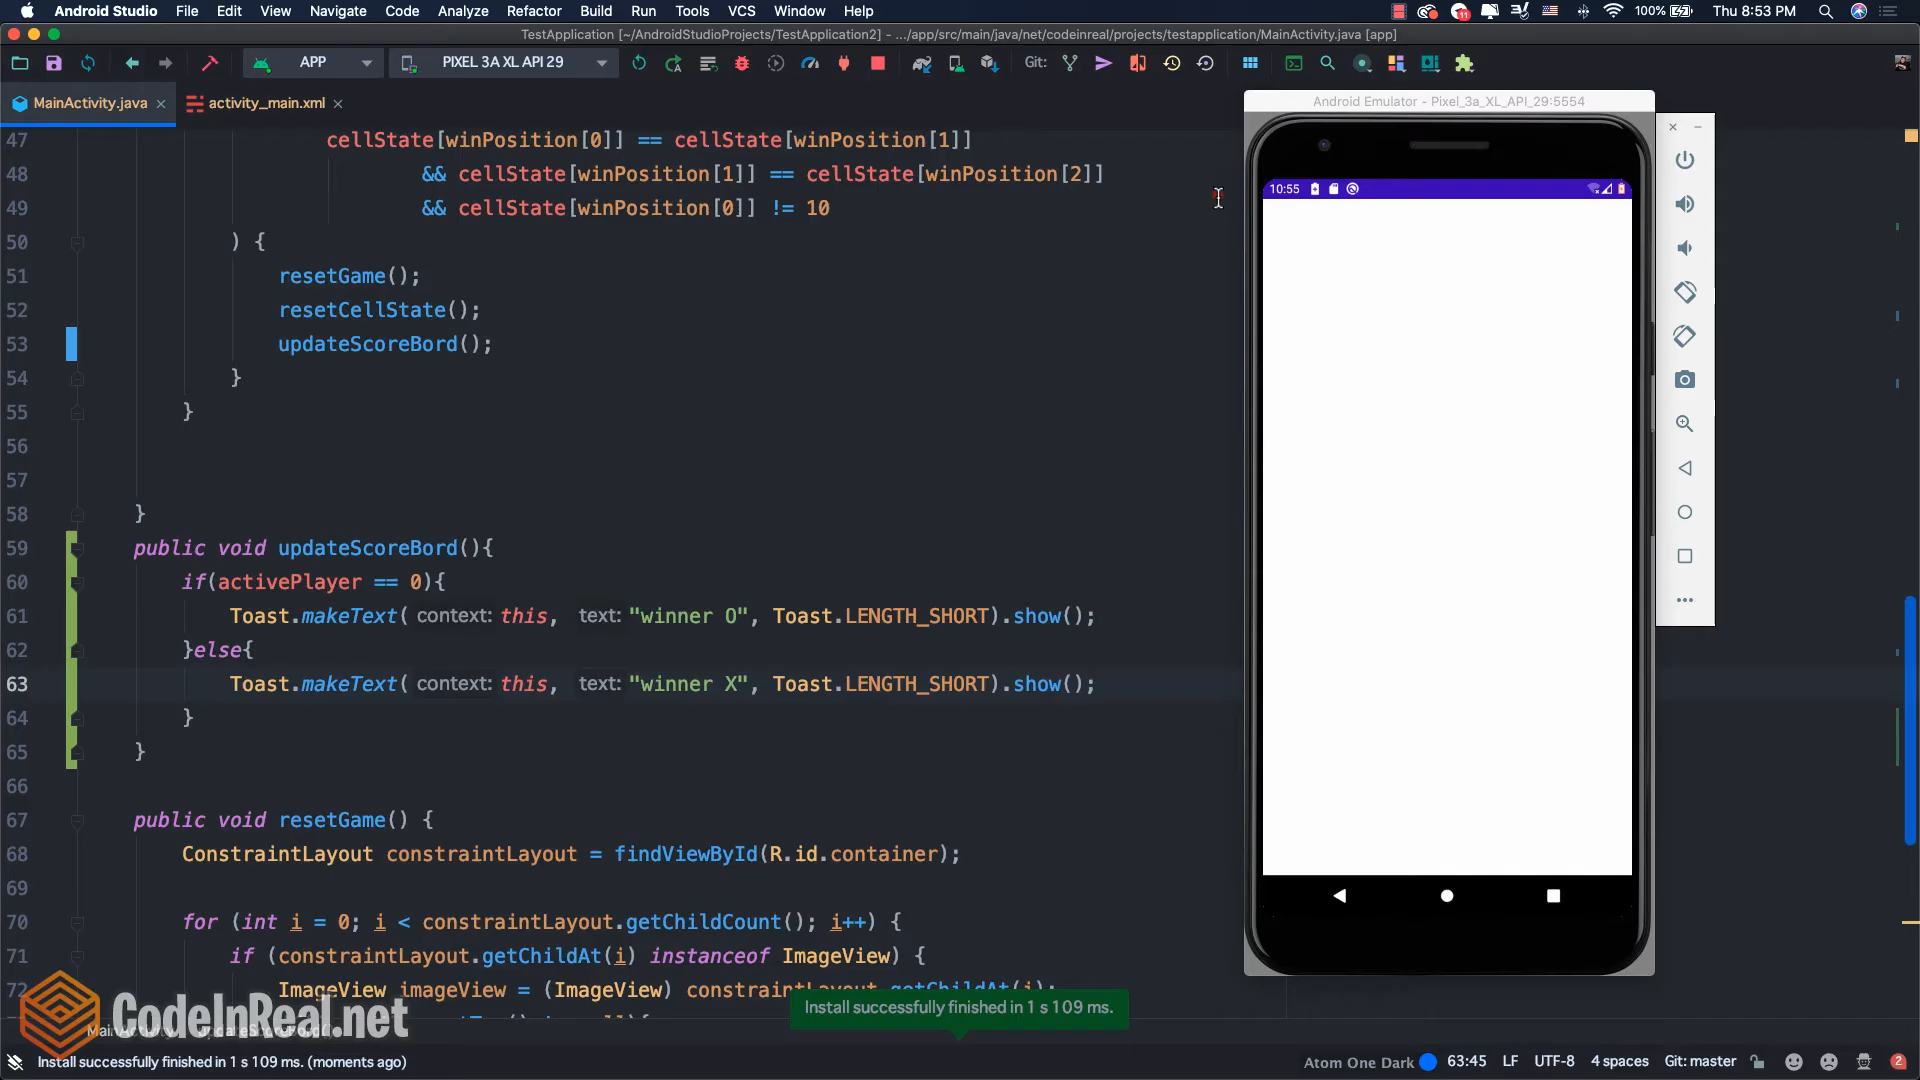 Android Studio File Edit View Navigate Code Analyze Refactor Build Run Tools VCS Window Help 11 100% Thu 8:53 PM
TestApplication [~/AndroidStudioProjects/TestApplication2] - .../app/src/main/java/net/codeinreal/projects/testapplication/MainActivity.java [app]
APP PIXEL 3A XL API 29 Git:
MainActivity.java activity_main.xml
Android Emulator - Pixel_3a_XL_API_29:5554
10:55
47 cellState[winPosition[0]] == cellState[winPosition[1]]
48 && cellState[winPosition[1]] == cellState[winPosition[2]]
49 && cellState[winPosition[0]] != 10
50 ) {
51 resetGame();
52 resetCellState();
53 updateScoreBord();
54 }
55 }
56
57
58 }
59 public void updateScoreBord(){
60 if(activePlayer == 0){
61 Toast.makeText( context: this, text: "winner O", Toast.LENGTH_SHORT).show();
62 }else{
63 Toast.makeText( context: this, text: "winner X", Toast.LENGTH_SHORT).show();
64 }
65 }
66
67 public void resetGame() {
68 ConstraintLayout constraintLayout = findViewById(R.id.container);
69
70 for (int i = 0; i < constraintLayout.getChildCount(); i++) {
71 if (constraintLayout.getChildAt(i) instanceof ImageView) {
72 ImageView imageView = (ImageView) constraintLayout.getChildAt(i);
CodeInReal.net
Install successfully finished in 1 s 109 ms.
MainActivity updateScoreBord()
Install successfully finished in 1 s 109 ms. (moments ago) Atom One Dark 63:45 LF UTF-8 4 spaces Git: master 2